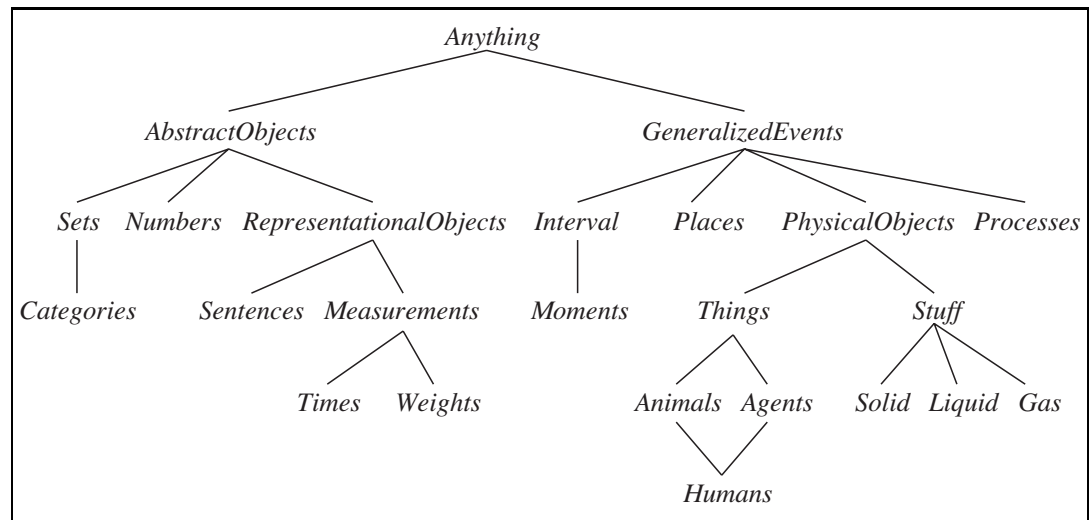 Anything
AbstractObjects GeneralizedEvents
Sets Numbers RepresentationalObjects Interval Places PhysicalObjects Processes
Categories Sentences Measurements Moments Things Stuff
Times Weights Animals Agents Solid Liquid Gas
Humans